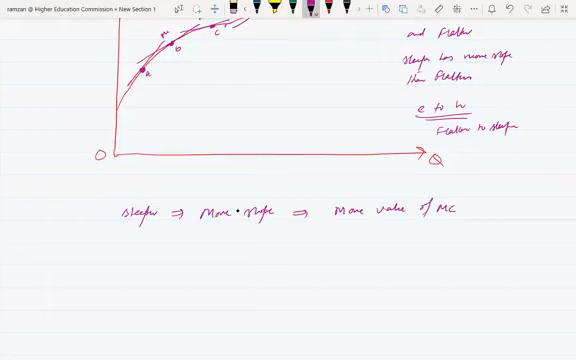 ramzan @ Higher Education Commission › New Section 1
and flatter
steeper has more slope
than flatters
a
b
c
e to h
flatter to steeper
O
Q
steeper ⇒ More slope ⇒ More value of MC